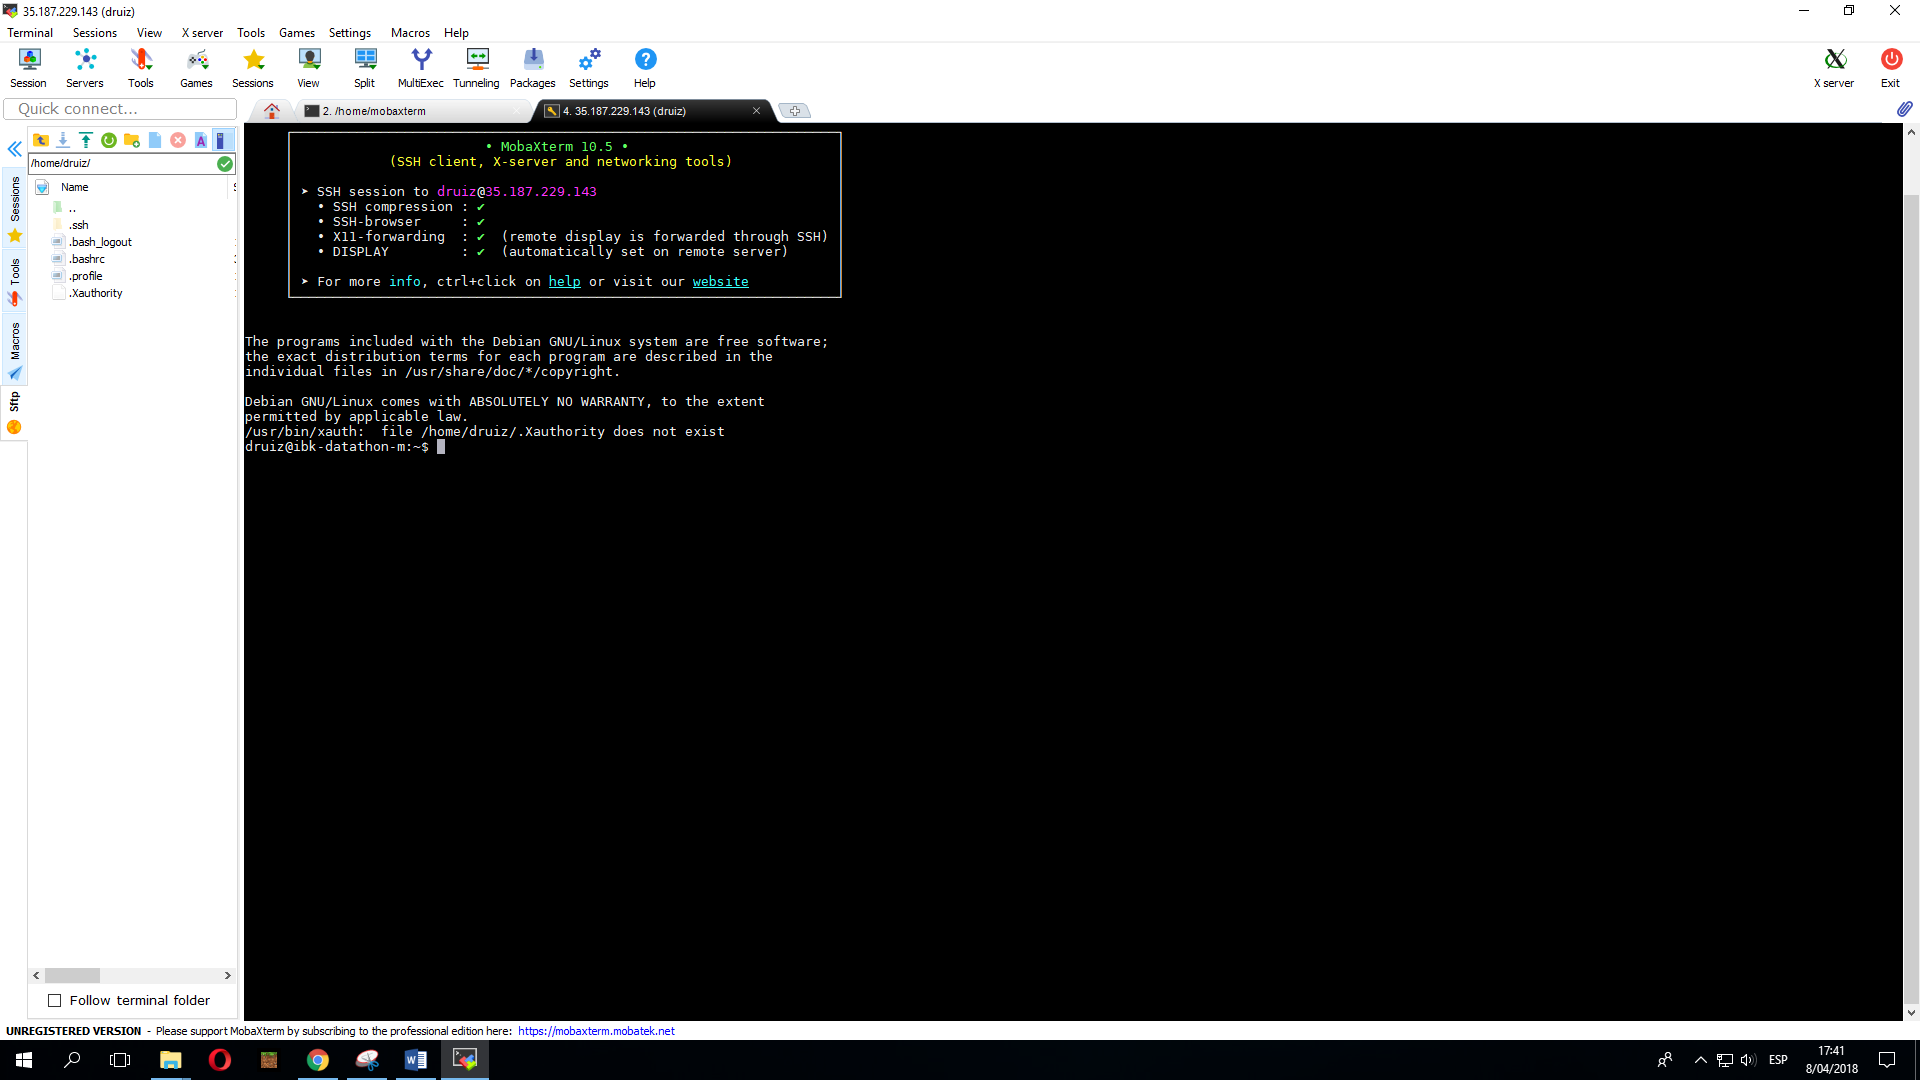 35.187.229.143 (druiz)
Terminal Sessions View X server Tools Games Settings Macros Help
Session Servers Tools Games Sessions View Split MultiExec Tunneling Packages Settings Help X server Exit
Quick connect...
2. /home/mobaxterm
4. 35.187.229.143 (druiz)
/home/druiz/
Name
..
.ssh
.bash_logout
.bashrc
.profile
.Xauthority
Sessions
Tools
Macros
Sftp
Follow terminal folder
• MobaXterm 10.5 •
(SSH client, X-server and networking tools)
➤ SSH session to druiz@35.187.229.143
• SSH compression : ✔
• SSH-browser : ✔
• X11-forwarding : ✔ (remote display is forwarded through SSH)
• DISPLAY : ✔ (automatically set on remote server)
➤ For more info, ctrl+click on help or visit our website
The programs included with the Debian GNU/Linux system are free software;
the exact distribution terms for each program are described in the
individual files in /usr/share/doc/*/copyright.
Debian GNU/Linux comes with ABSOLUTELY NO WARRANTY, to the extent
permitted by applicable law.
/usr/bin/xauth:  file /home/druiz/.Xauthority does not exist
druiz@ibk-datathon-m:~$
UNREGISTERED VERSION - Please support MobaXterm by subscribing to the professional edition here: https://mobaxterm.mobatek.net
ESP
17:41
8/04/2018